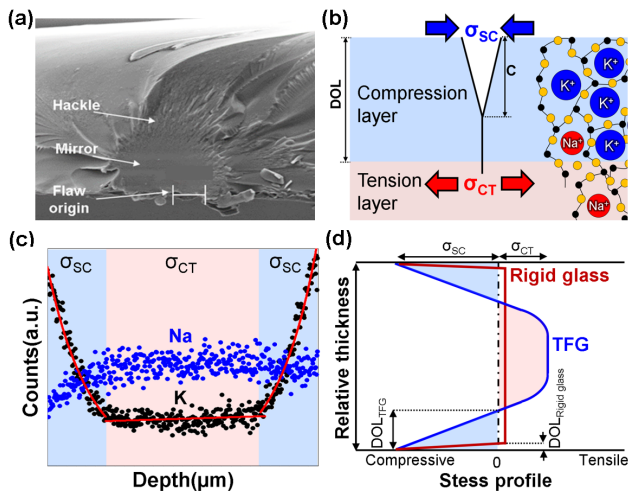 (a)
Hackle
Mirror
Flaw
origin
(b)
σSC
DOL
C
Compression
layer
Tension
layer
σCT
K+
K+
K+
K+
Na+
Na+
(c)
σSC
σCT
σSC
Na
K
Counts(a.u.)
Depth(μm)
(d)
σSC
σCT
Rigid glass
TFG
Relative thickness
DOLTFG
DOLRigid glass
Compressive
0
Tensile
Stess profile